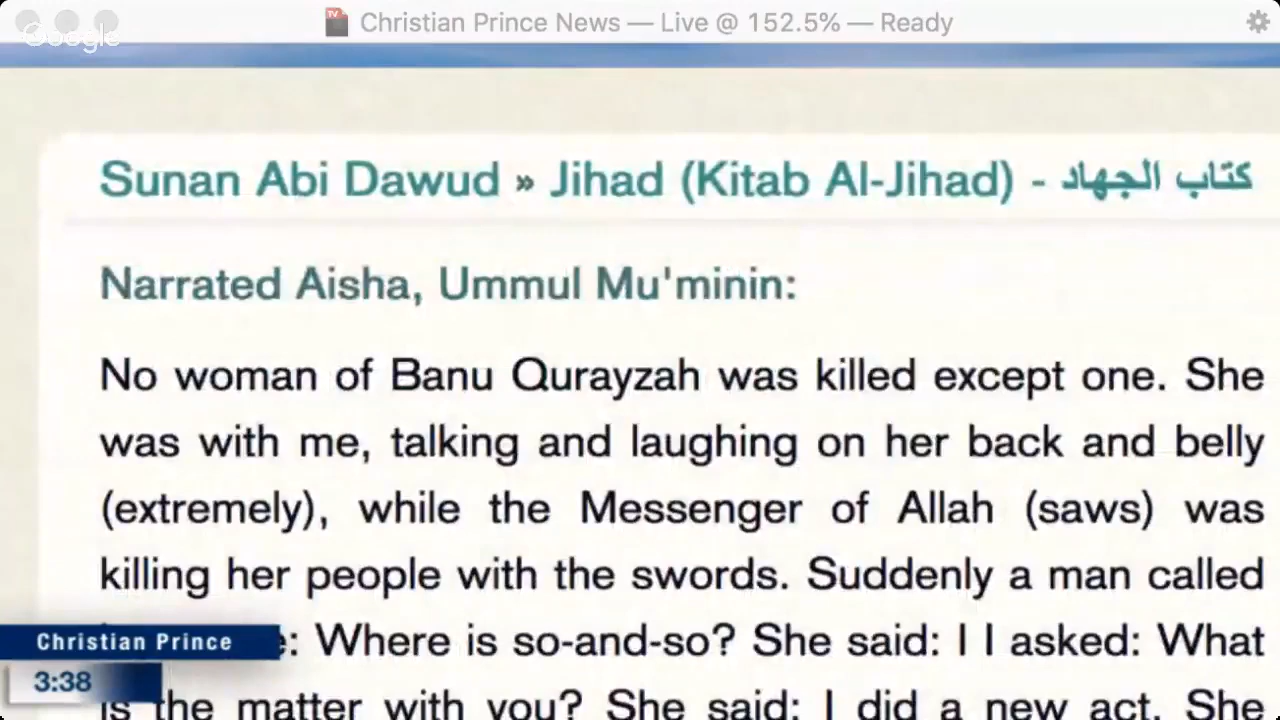 Christian Prince News — Live @ 152.5% — Ready
Google
Sunan Abi Dawud » Jihad (Kitab Al-Jihad) - كتاب الجهاد
Narrated Aisha, Ummul Mu'minin:
No woman of Banu Qurayzah was killed except one. She
was with me, talking and laughing on her back and belly
(extremely), while the Messenger of Allah (saws) was
killing her people with the swords. Suddenly a man called
: Where is so-and-so? She said: I I asked: What
is the matter with you? She said: I did a new act. She
Christian Prince
3:38